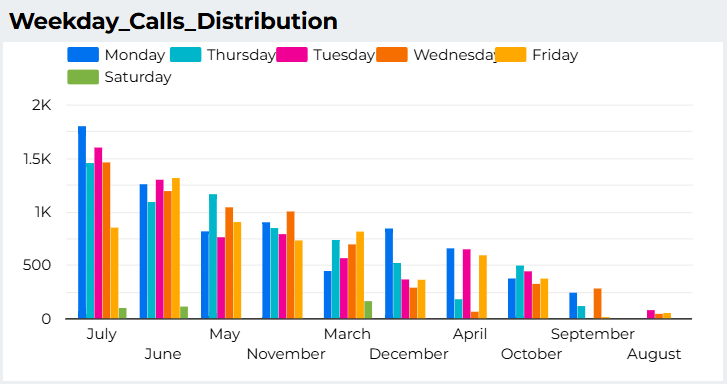 Weekday_Calls_Distribution
Monday Thursday Tuesday Wednesday Friday
Saturday
2K
1.5K
1K
500
0
July May March April September
June November December October August